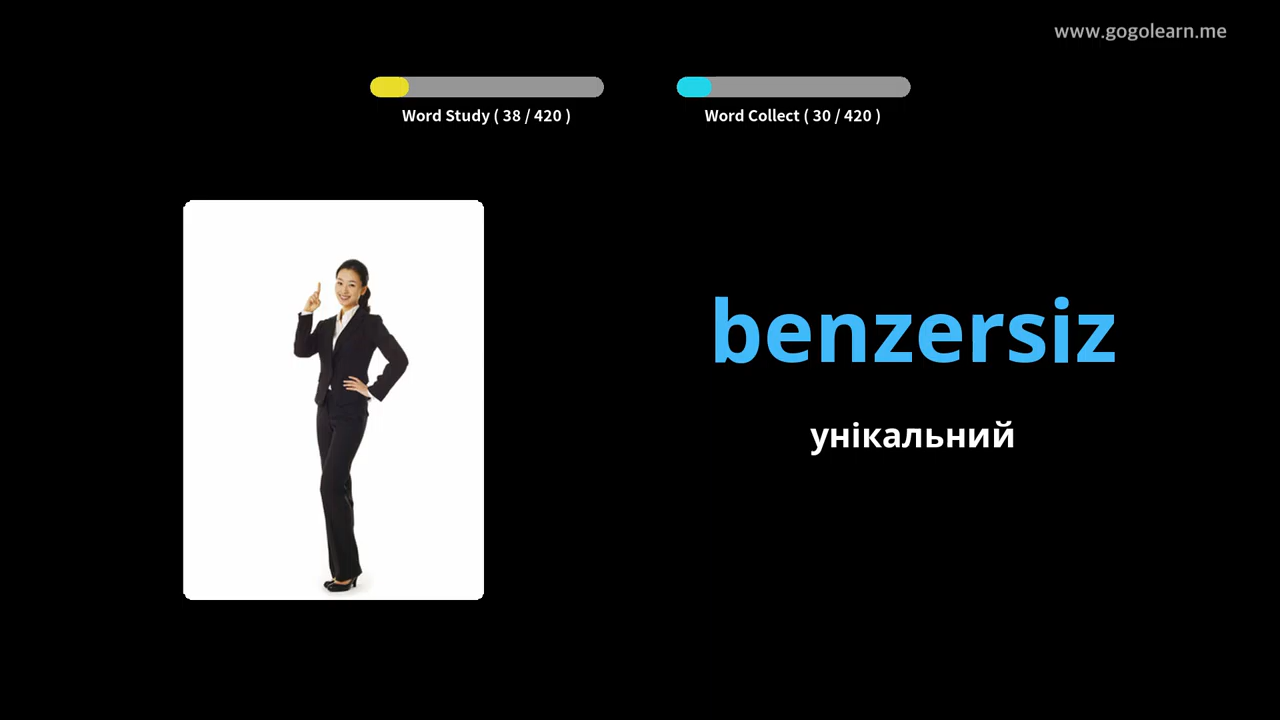 www.gogolearn.me
Word Study ( 38 / 420 )
Word Collect ( 30 / 420 )
benzersiz
унікальний